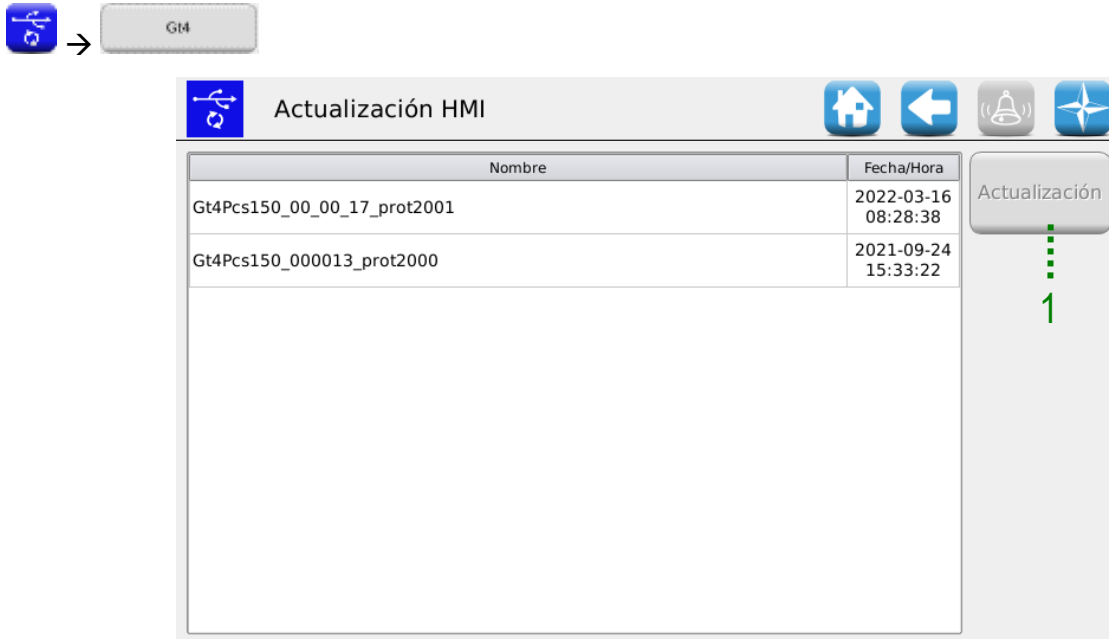 → Gt4
Actualización HMI
Nombre Fecha/Hora
Gt4Pcs150_00_00_17_prot2001 2022-03-16
08:28:38
Gt4Pcs150_000013_prot2000 2021-09-24
15:33:22
Actualización
1